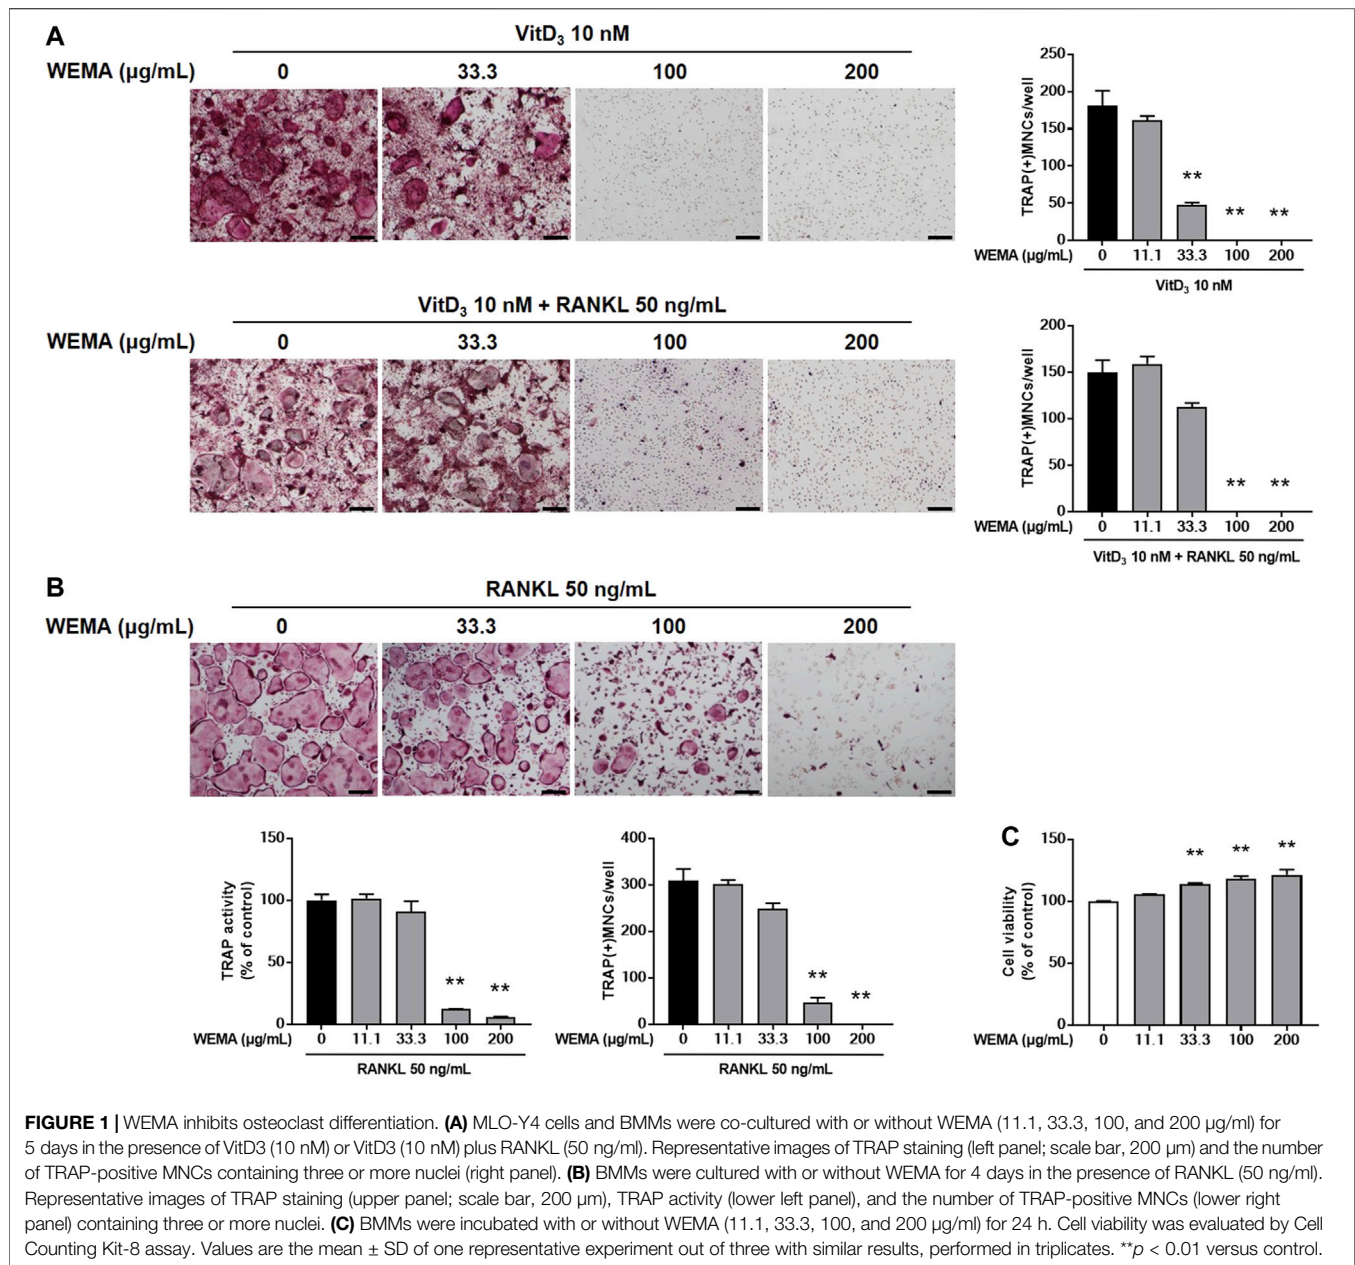 A
VitD3 10 nM
WEMA (µg/mL) 0 33.3 100 200
TRAP(+)MNCs/well
250
200
150
100
50
0
**
** **
WEMA (µg/mL) 0 11.1 33.3 100 200
VitD3 10 nM
VitD3 10 nM + RANKL 50 ng/mL
WEMA (µg/mL) 0 33.3 100 200
TRAP(+)MNCs/well
200
150
100
50
0
** **
WEMA (µg/mL) 0 11.1 33.3 100 200
VitD3 10 nM + RANKL 50 ng/mL
B
RANKL 50 ng/mL
WEMA (µg/mL) 0 33.3 100 200
TRAP activity
(% of control)
150
100
50
0
** **
WEMA (µg/mL) 0 11.1 33.3 100 200
RANKL 50 ng/mL
TRAP(+)MNCs/well
400
300
200
100
0
**
**
WEMA (µg/mL) 0 11.1 33.3 100 200
RANKL 50 ng/mL
C
Cell viability
(% of control)
150
100
50
0
** ** **
WEMA (µg/mL) 0 11.1 33.3 100 200
FIGURE 1 | WEMA inhibits osteoclast differentiation. (A) MLO-Y4 cells and BMMs were co-cultured with or without WEMA (11.1, 33.3, 100, and 200 µg/ml) for
5 days in the presence of VitD3 (10 nM) or VitD3 (10 nM) plus RANKL (50 ng/ml). Representative images of TRAP staining (left panel; scale bar, 200 µm) and the number
of TRAP-positive MNCs containing three or more nuclei (right panel). (B) BMMs were cultured with or without WEMA for 4 days in the presence of RANKL (50 ng/ml).
Representative images of TRAP staining (upper panel; scale bar, 200 µm), TRAP activity (lower left panel), and the number of TRAP-positive MNCs (lower right
panel) containing three or more nuclei. (C) BMMs were incubated with or without WEMA (11.1, 33.3, 100, and 200 µg/ml) for 24 h. Cell viability was evaluated by Cell
Counting Kit-8 assay. Values are the mean ± SD of one representative experiment out of three with similar results, performed in triplicates. **p < 0.01 versus control.